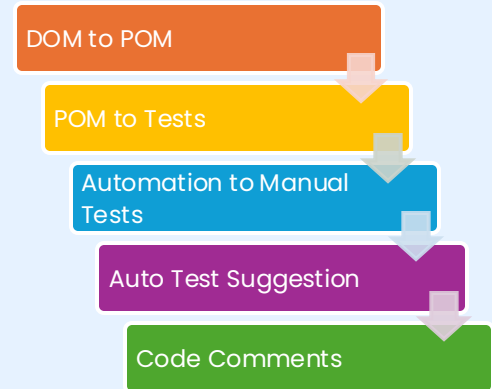 DOM to POM
POM to Tests
Automation to Manual
Tests
Auto Test Suggestion
Code Comments